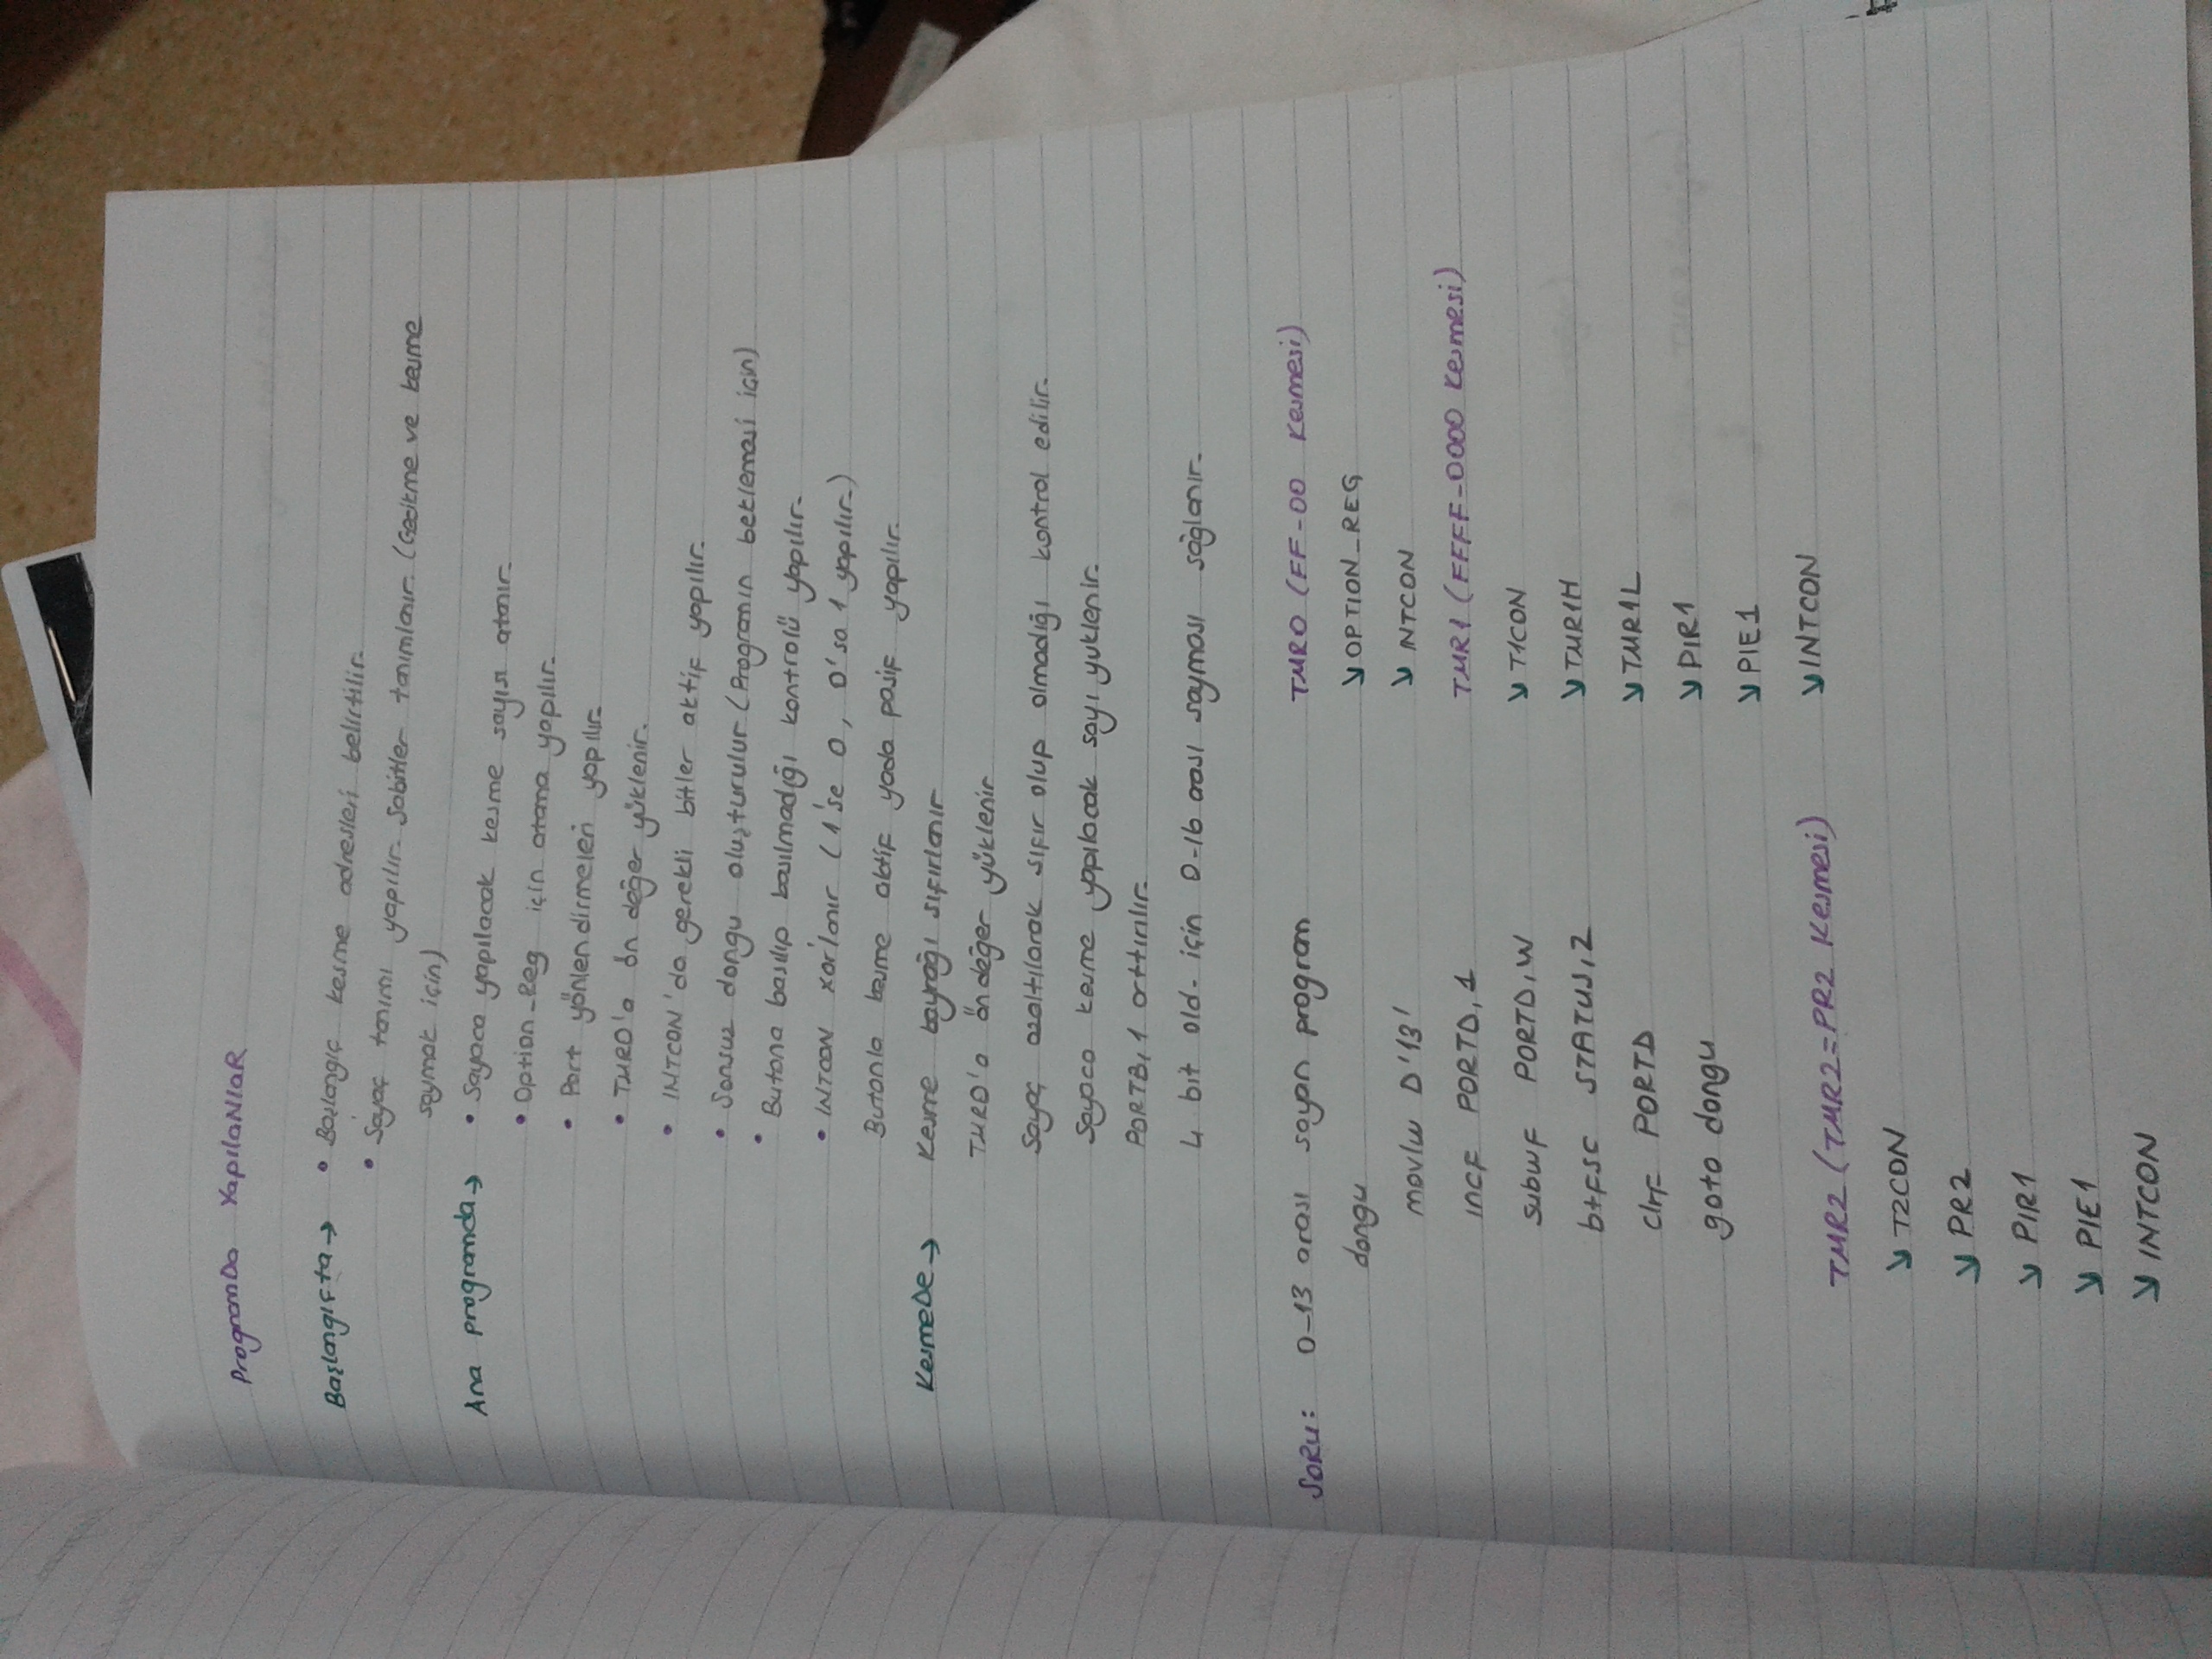 Programda Yapılanlar
Başlangıçta → • Başlangıç kesme adresleri belirtilir.
• Sayaç tanımı yapılır. Sabitler tanımlanır. (Gecikme ve kesme
saymak için)
Ana programda → • Sayaca yapılacak kesme sayısı atanır.
• Option_Reg için atama yapılır.
• Port yönlendirmeleri yapılır.
• TMR0'a ön değer yüklenir.
• INTCON'da gerekli bitler aktif yapılır.
• Sonsuz dongu oluşturulur (Programın beklemesi için)
• Butona basılıp basılmadığı kontrolü yapılır.
• INTCON xor'lanır (1'se 0, 0'sa 1 yapılır.)
Butonla kesme aktif yada pasif yapılır.
Kesmede → Kesme bayrağı sıfırlanır
TMR0'a öndeğer yüklenir
Sayaç azaltılarak sıfır olup olmadığı kontrol edilir.
Sayaca kesme yapılacak sayı yuklenir.
PORTB,1 arttırılır.
4 bit old. için 0-16 arası sayması sağlanır.
Soru: 0-13 arası sayan program
dongu
movlw D'13'
incf PORTD,1
subwf PORTD,W
btfsc STATUS,Z
clrf PORTD
goto dongu
TMR0 (FF-00 Kesmesi)
↘ OPTION_REG
↘ INTCON
TMR1 (FFFF-0000 Kesmesi)
↘ T1CON
↘ TMR1H
↘ TMR1L
↘ PIR1
↘ PIE1
↘ INTCON
TMR2 (TMR2=PR2 Kesmesi)
↘ T2CON
↘ PR2
↘ PIR1
↘ PIE1
↘ INTCON